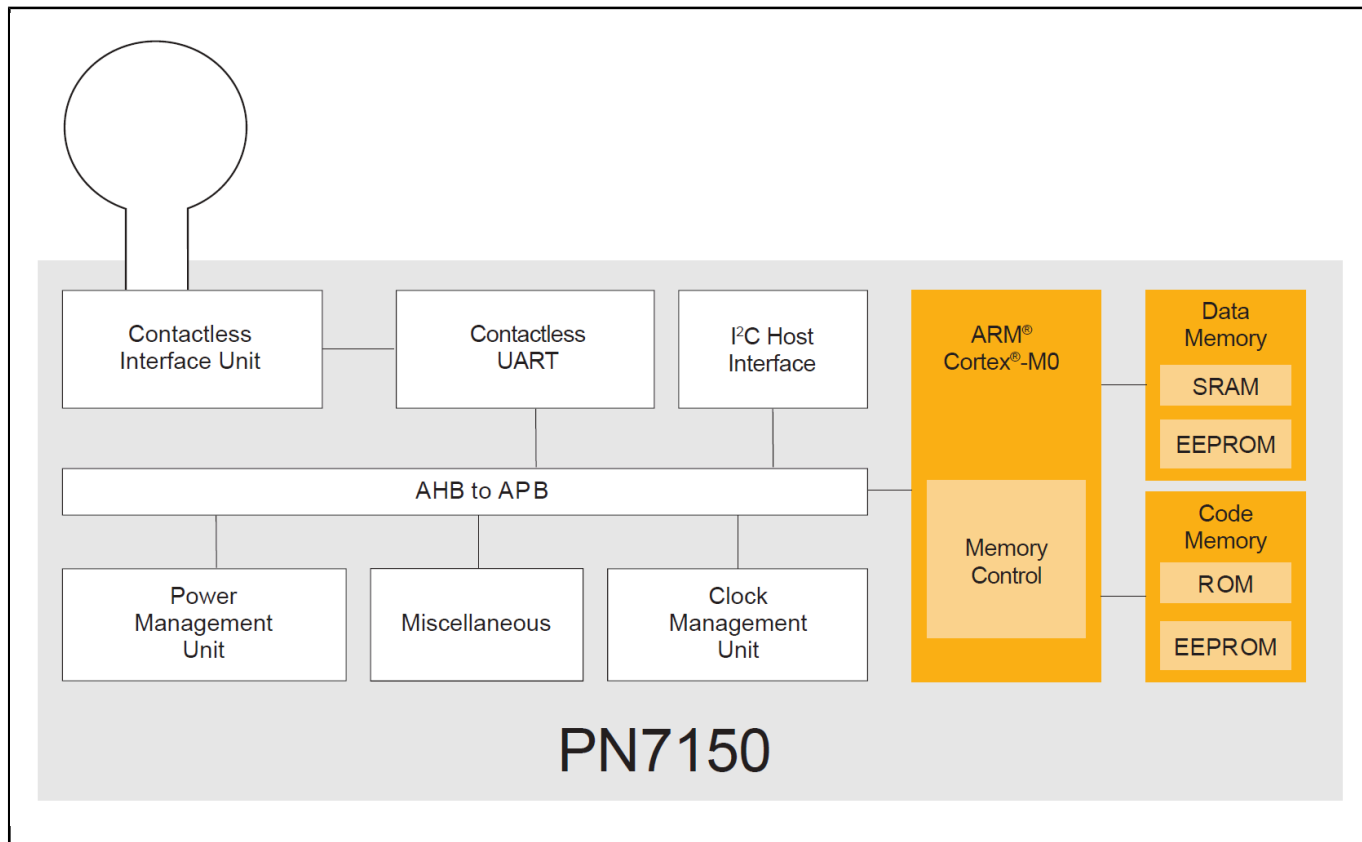 Contactless
Interface Unit
Contactless
UART
I²C Host
Interface
ARM®
Cortex®-M0
Data
Memory
SRAM
EEPROM
AHB to APB
Memory
Control
Code
Memory
ROM
EEPROM
Power
Management
Unit
Miscellaneous
Clock
Management
Unit
PN7150